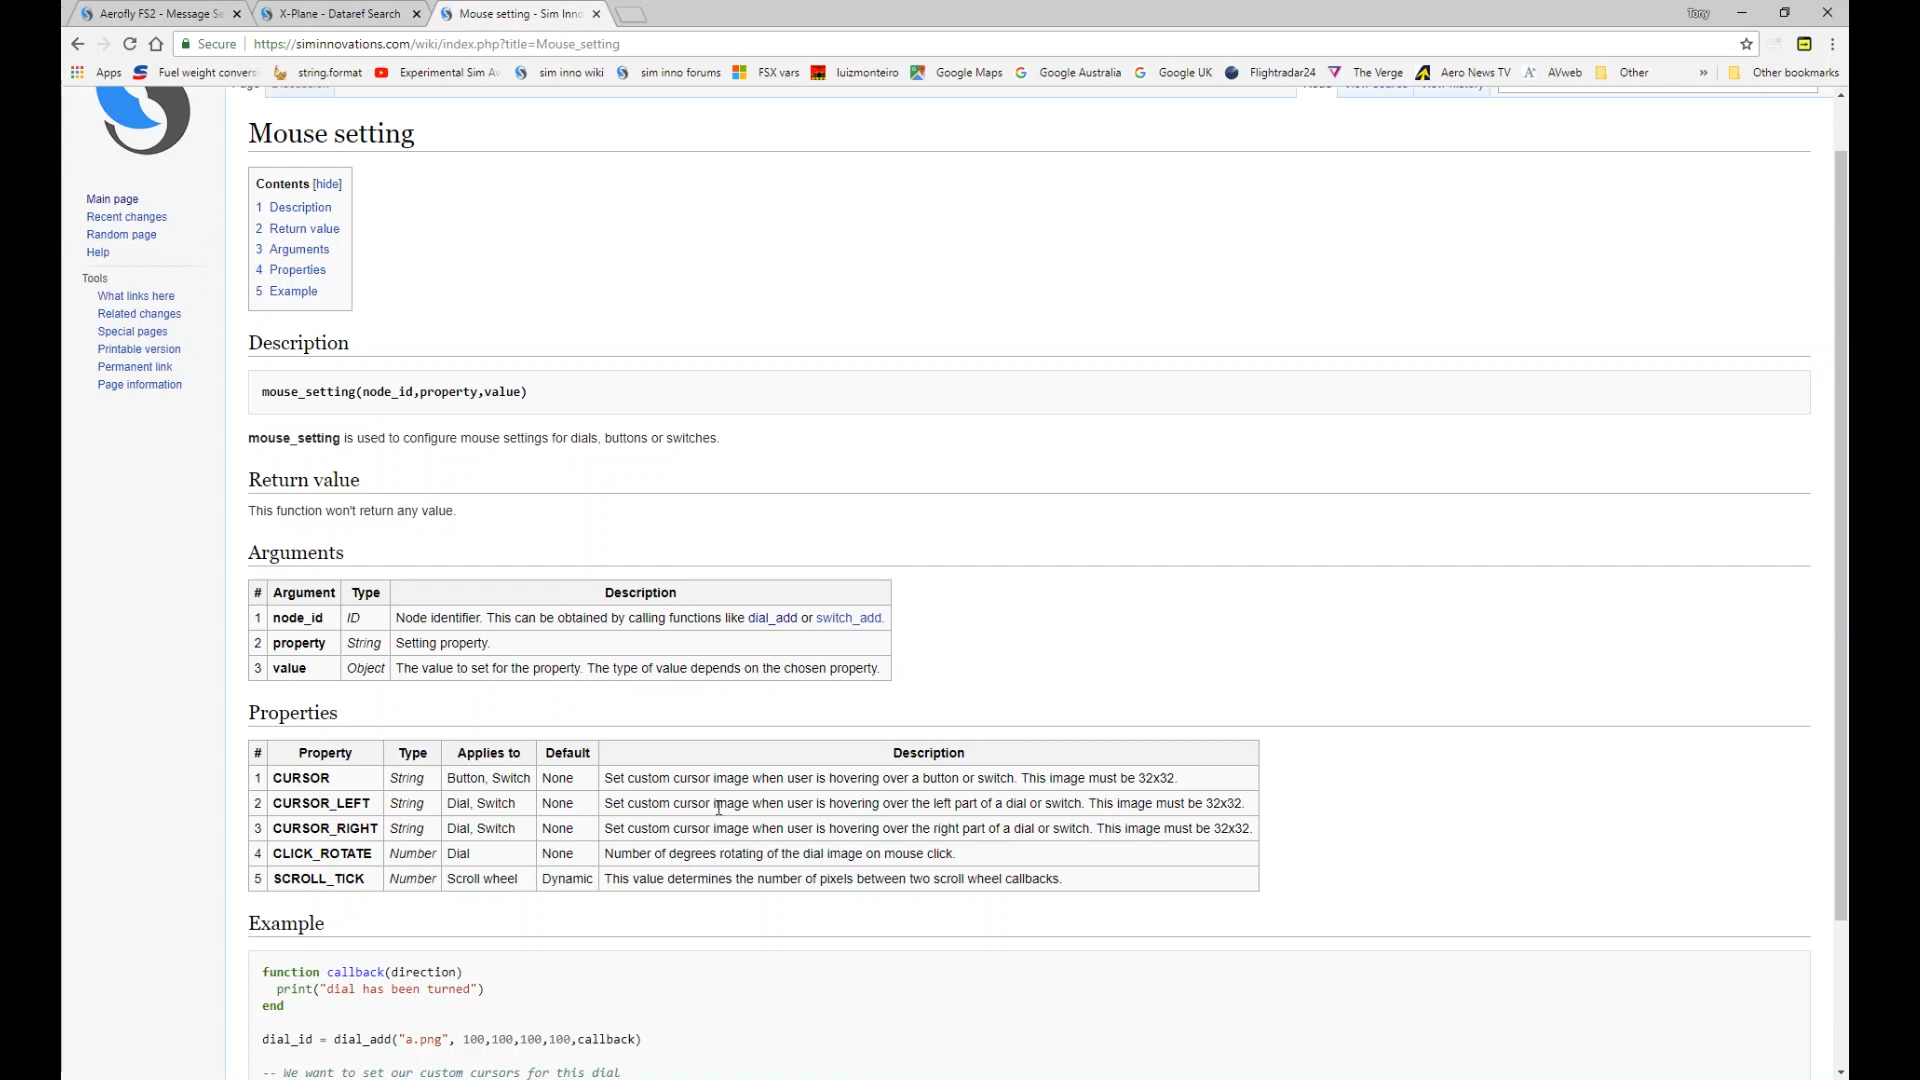 Aerofly FS2 - Message Se
X-Plane - Dataref Search
Mouse setting - Sim Inno
Tony
Secure
https://siminnovations.com/wiki/index.php?title=Mouse_setting
Apps
Fuel weight conversi
string.format
Experimental Sim Av
sim inno wiki
sim inno forums
FSX vars
luizmonteiro
Google Maps
Google Australia
Google UK
Flightradar24
The Verge
Aero News TV
AVweb
Other
»
Other bookmarks
Main page
Recent changes
Random page
Help
Tools
What links here
Related changes
Special pages
Printable version
Permanent link
Page information
Mouse setting
Contents [hide]
1 Description
2 Return value
3 Arguments
4 Properties
5 Example
Description
mouse_setting(node_id,property,value)
mouse_setting is used to configure mouse settings for dials, buttons or switches.
Return value
This function won't return any value.
Arguments
# Argument Type Description
1 node_id ID Node identifier. This can be obtained by calling functions like dial_add or switch_add.
2 property String Setting property.
3 value Object The value to set for the property. The type of value depends on the chosen property.
Properties
# Property Type Applies to Default Description
1 CURSOR String Button, Switch None Set custom cursor image when user is hovering over a button or switch. This image must be 32x32.
2 CURSOR_LEFT String Dial, Switch None Set custom cursor image when user is hovering over the left part of a dial or switch. This image must be 32x32.
3 CURSOR_RIGHT String Dial, Switch None Set custom cursor image when user is hovering over the right part of a dial or switch. This image must be 32x32.
4 CLICK_ROTATE Number Dial None Number of degrees rotating of the dial image on mouse click.
5 SCROLL_TICK Number Scroll wheel Dynamic This value determines the number of pixels between two scroll wheel callbacks.
Example
function callback(direction)
print("dial has been turned")
end
dial_id = dial_add("a.png", 100,100,100,100,callback)
-- We want to set our custom cursors for this dial